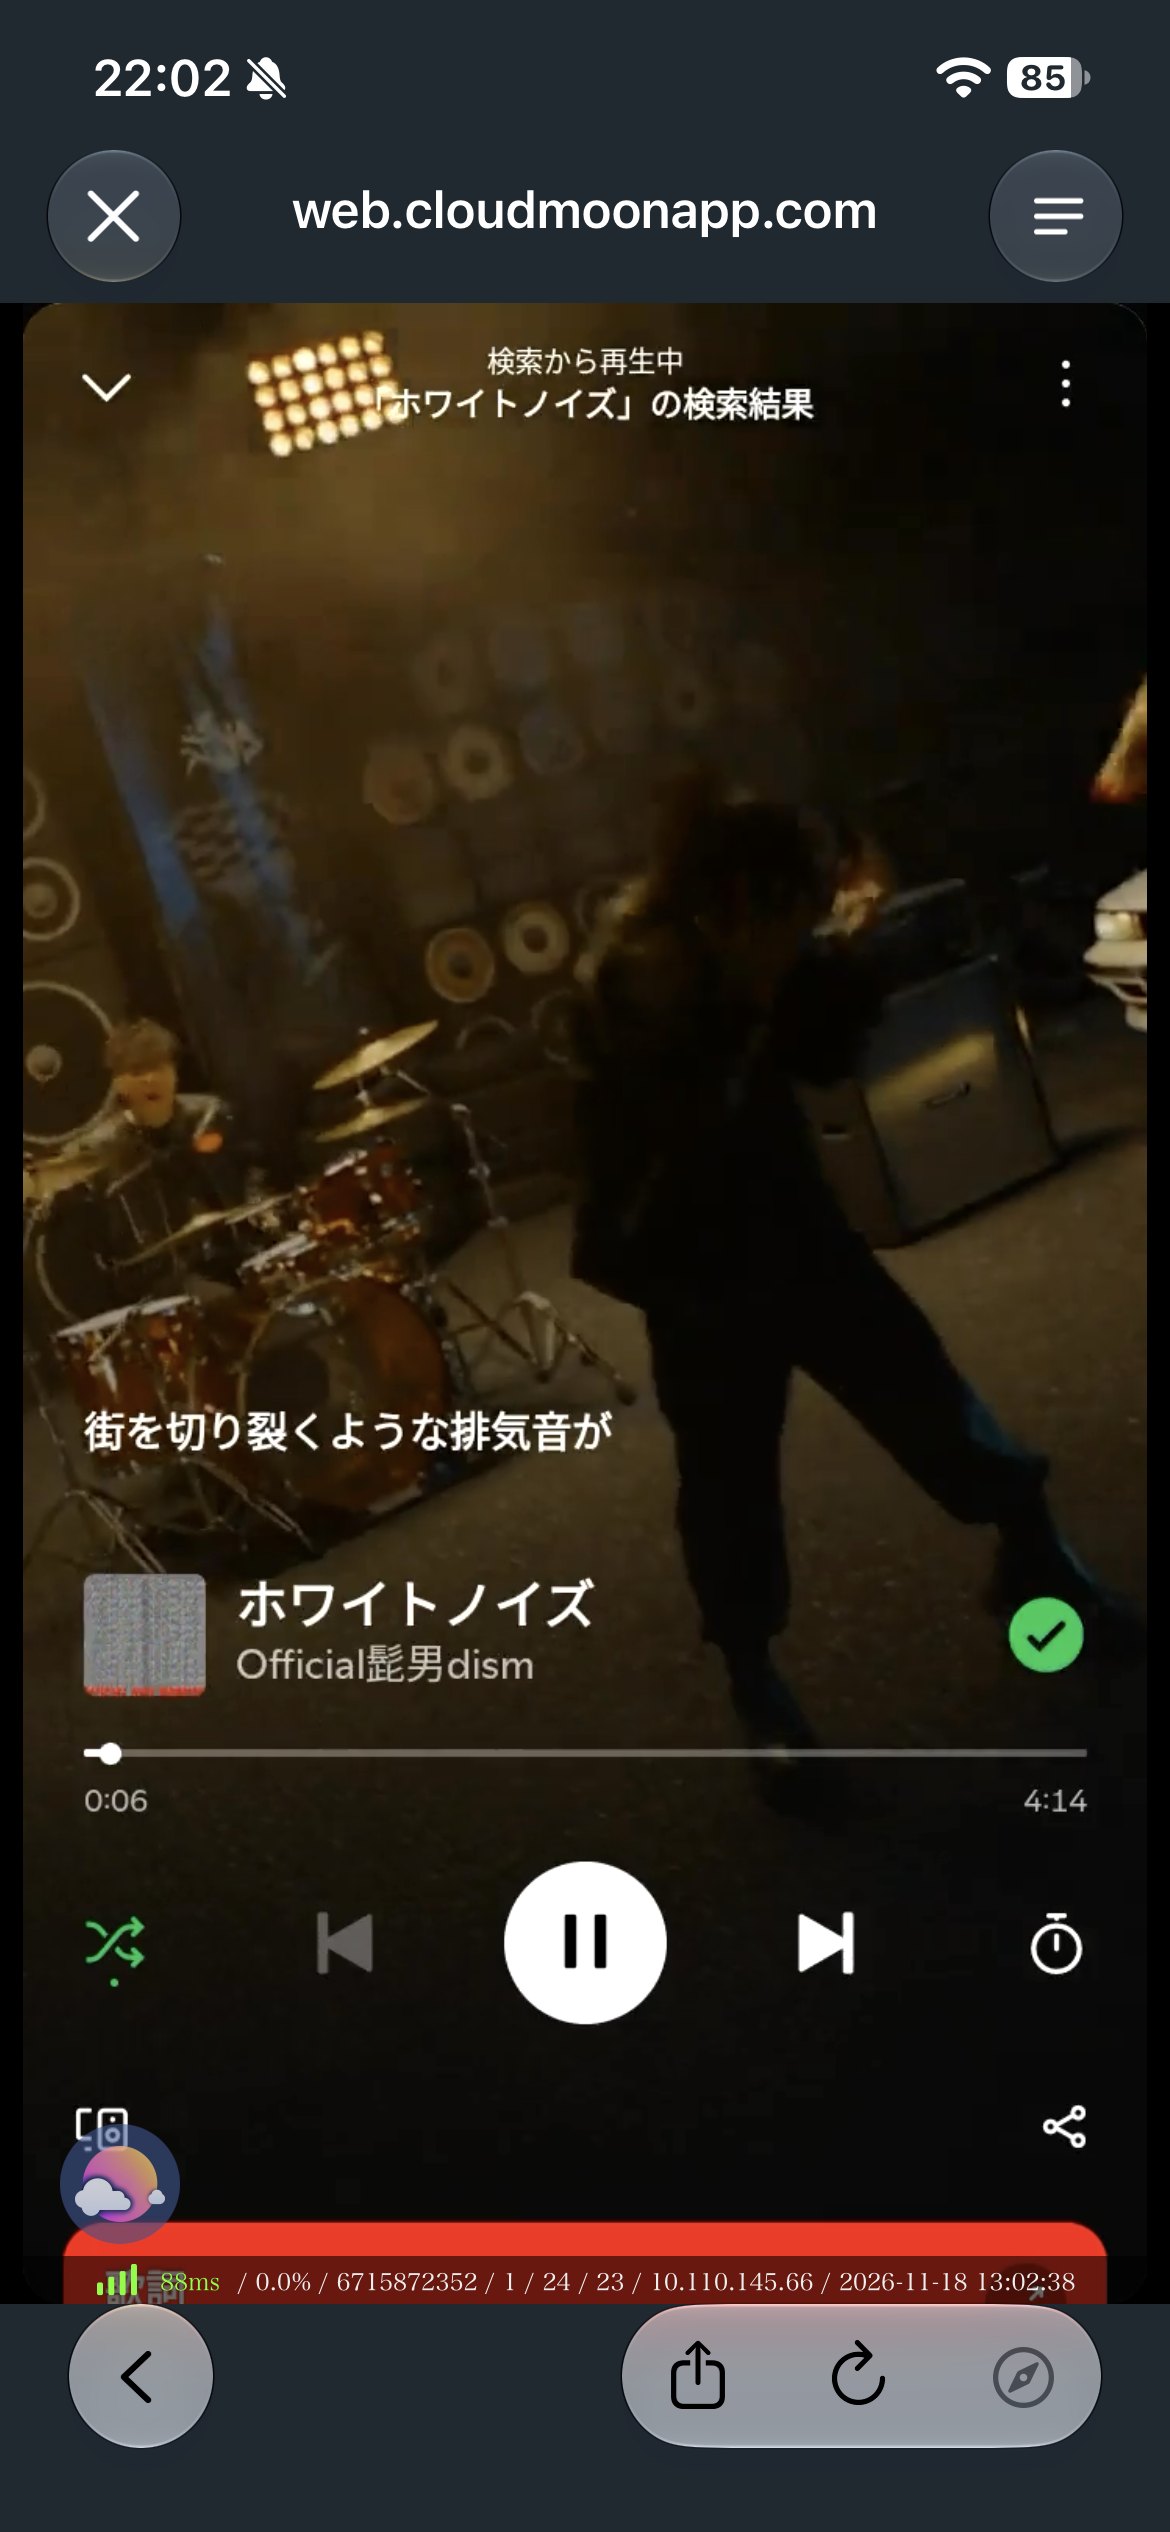 22:02
85
web.cloudmoonapp.com
検索から再生中
「ホワイトノイズ」の検索結果
街を切り裂くような排気音が
ホワイトノイズ
Official髭男dism
0:06
4:14
歌詞
88ms / 0.0% / 6715872352 / 1 / 24 / 23 / 10.110.145.66 / 2026-11-18 13:02:38